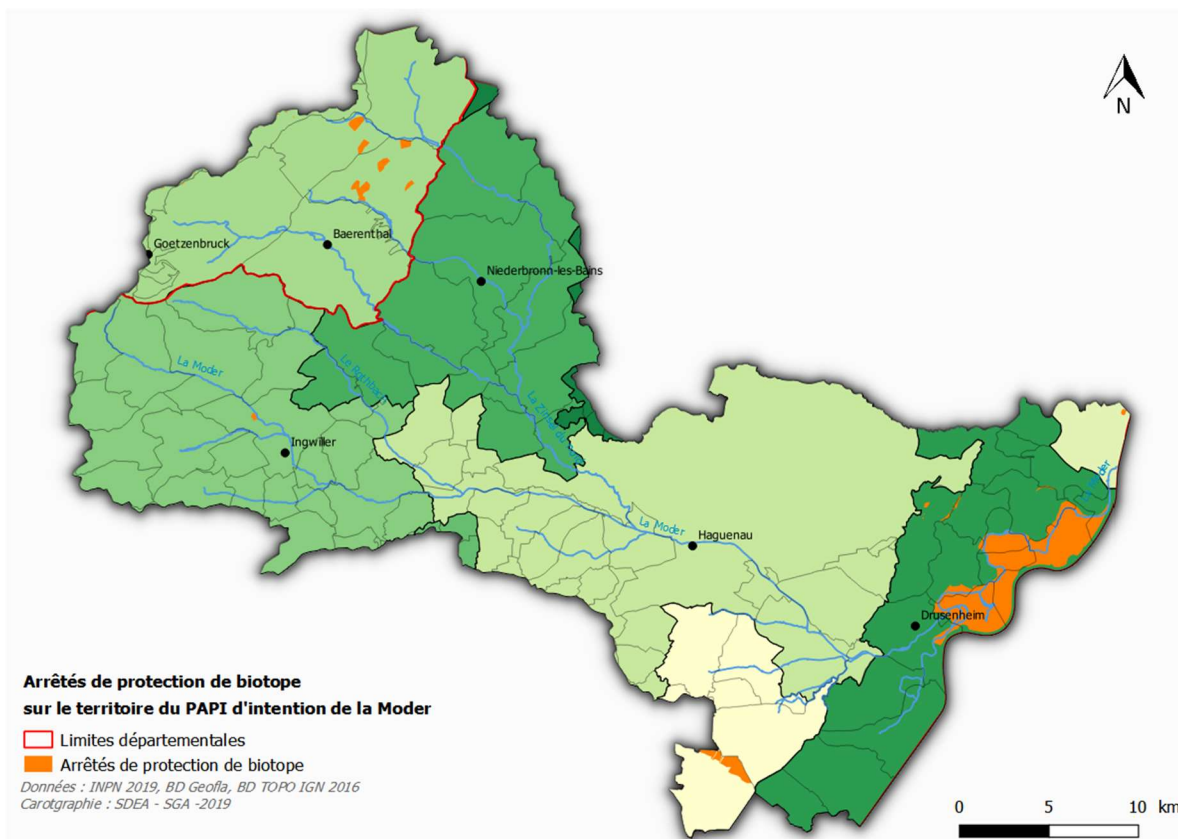 N
Goetzenbruck
Baerenthal
Niederbronn-les-Bains
La Moder
Le Rothbach
Ingwiller
La Zinsel du Nord
La Moder
La Moder
Haguenau
Drusenheim
Arrêtés de protection de biotope
sur le territoire du PAPI d'intention de la Moder
Limites départementales
Arrêtés de protection de biotope
Données : INPN 2019, BD Geofla, BD TOPO IGN 2016
Carotgraphie : SDEA - SGA -2019
0 5 10 km